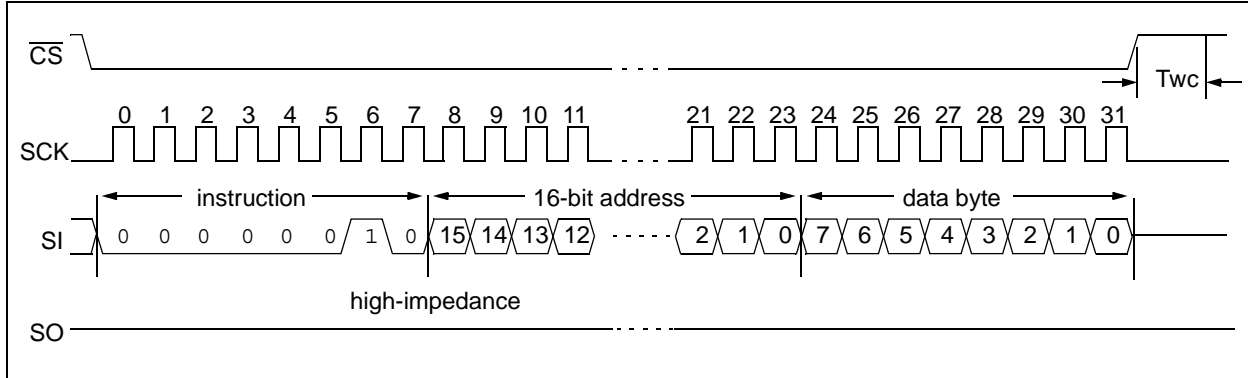 CS
Twc
0 1 2 3 4 5 6 7 8 9 10 11 21 22 23 24 25 26 27 28 29 30 31
SCK
instruction 16-bit address data byte
SI 0 0 0 0 0 0 1 0 15 14 13 12 2 1 0 7 6 5 4 3 2 1 0
high-impedance
SO